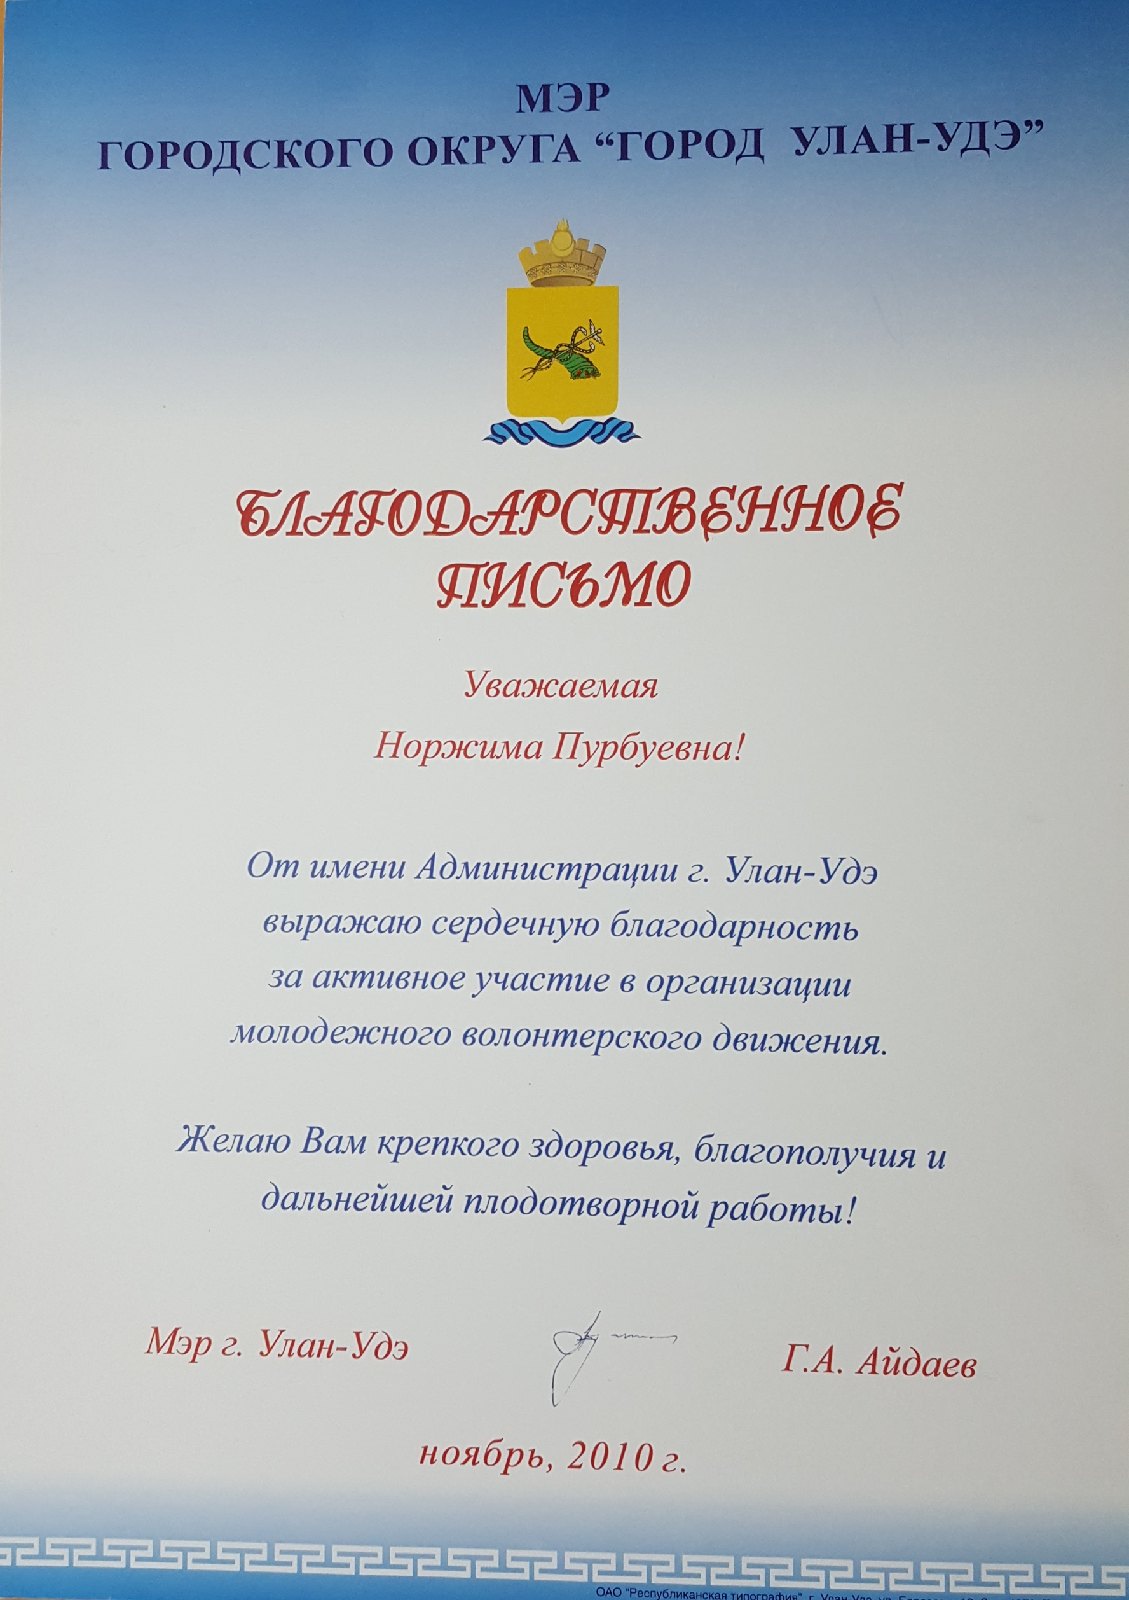 МЭР
ГОРОДСКОГО ОКРУГА “ГОРОД УЛАН-УДЭ”
БЛАГОДАРСТВЕННОЕ
ПИСЬМО
Уважаемая
Норжима Пурбуевна!
От имени Администрации г. Улан-Удэ
выражаю сердечную благодарность
за активное участие в организации
молодежного волонтерского движения.
Желаю Вам крепкого здоровья, благополучия и
дальнейшей плодотворной работы!
Мэр г. Улан-Удэ
Г.А. Айдаев
ноябрь, 2010 г.
ОАО "Республиканская типография", г. Улан-Удэ, ул.